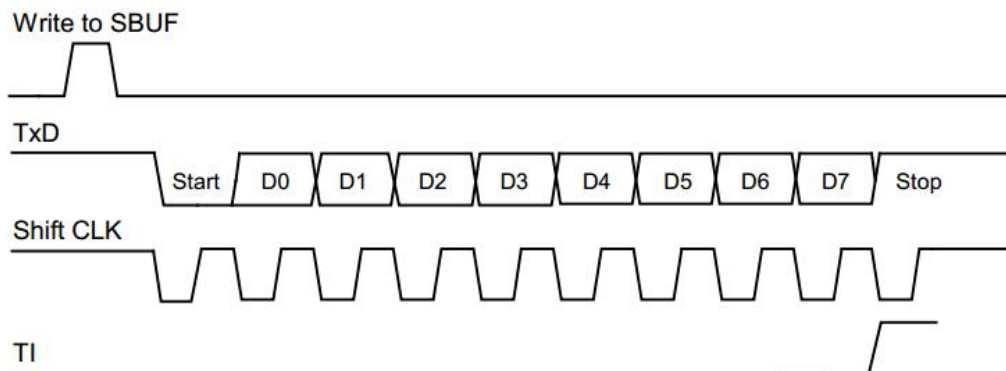 Write to SBUF
TxD
Start D0 D1 D2 D3 D4 D5 D6 D7 Stop
Shift CLK
TI